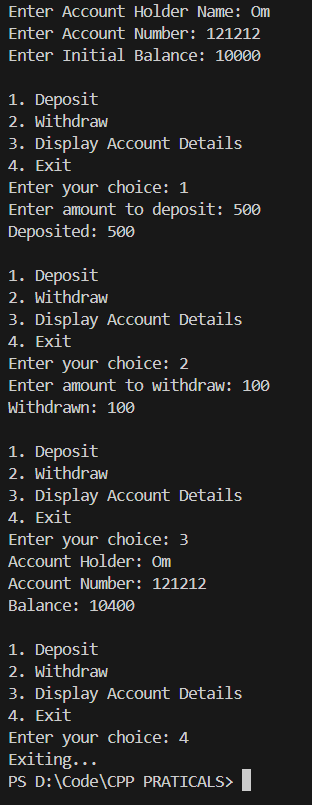 Enter Account Holder Name: Om
Enter Account Number: 121212
Enter Initial Balance: 10000
1. Deposit
2. Withdraw
3. Display Account Details
4. Exit
Enter your choice: 1
Enter amount to deposit: 500
Deposited: 500
1. Deposit
2. Withdraw
3. Display Account Details
4. Exit
Enter your choice: 2
Enter amount to withdraw: 100
Withdrawn: 100
1. Deposit
2. Withdraw
3. Display Account Details
4. Exit
Enter your choice: 3
Account Holder: Om
Account Number: 121212
Balance: 10400
1. Deposit
2. Withdraw
3. Display Account Details
4. Exit
Enter your choice: 4
Exiting...
PS D:\Code\CPP PRATICALS>